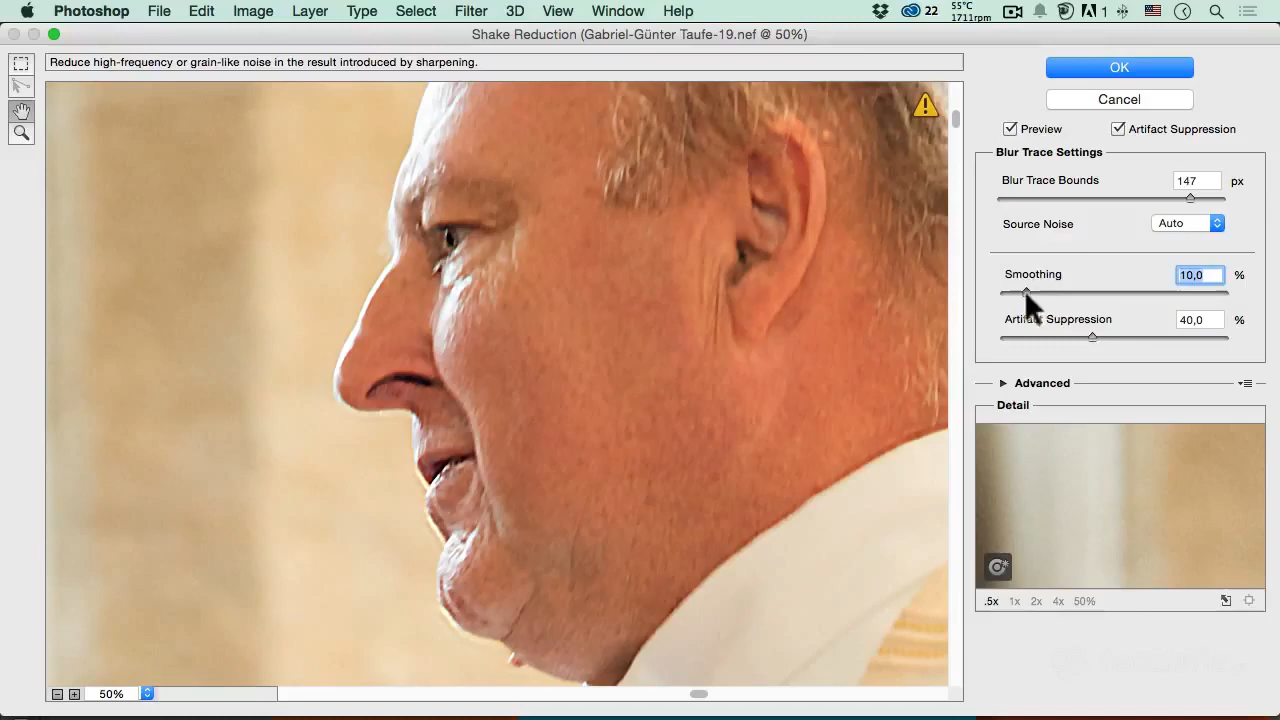 Photoshop File Edit Image Layer Type Select Filter 3D View Window Help 22 55°C 1711rpm 1
Shake Reduction (Gabriel-Günter Taufe-19.nef @ 50%)
Reduce high-frequency or grain-like noise in the result introduced by sharpening.
OK
Cancel
Preview Artifact Suppression
Blur Trace Settings
Blur Trace Bounds 147 px
Source Noise Auto
Smoothing 10,0 %
Suppression 40,0 %
Advanced
Detail
.5x 1x 2x 4x 50%
50%